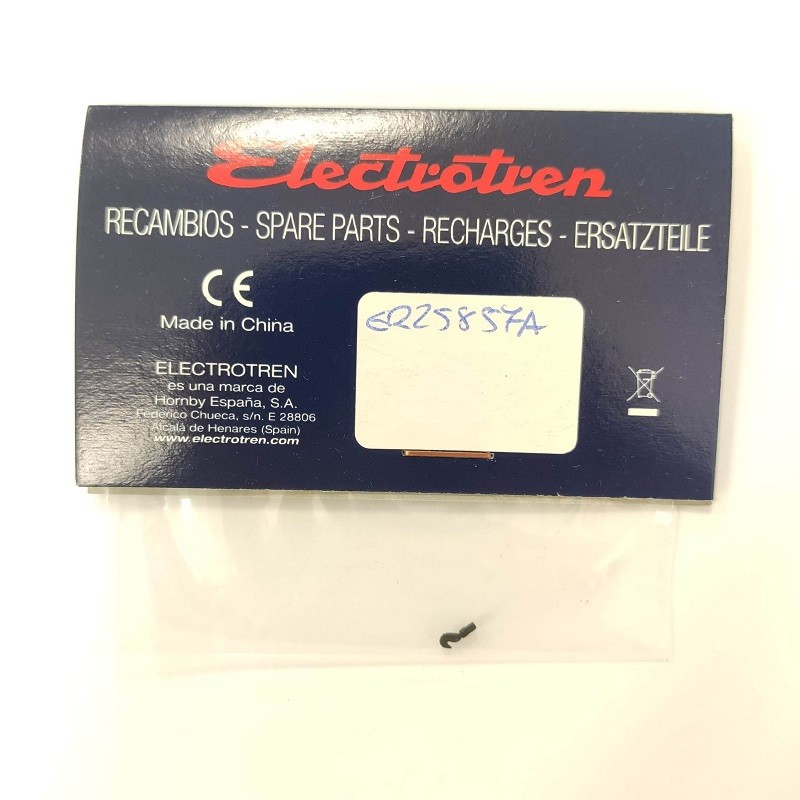 Electrotren
RECAMBIOS - SPARE PARTS - RECHARGES - ERSATZTEILE
CE
Made in China
ER25857A
ELECTROTREN
es una marca de
Hornby España, S.A.
Federico Chueca, s/n. E 28806
Alcalá de Henares (Spain)
www.electrotren.com